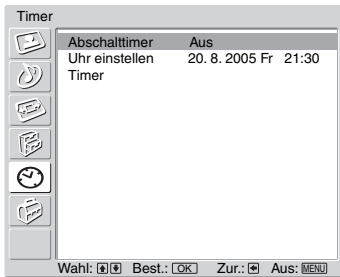 Timer
Abschalttimer Aus
Uhr einstellen 20. 8. 2005 Fr 21:30
Timer
Wahl: Best.: OK Zur.: Aus: MENU